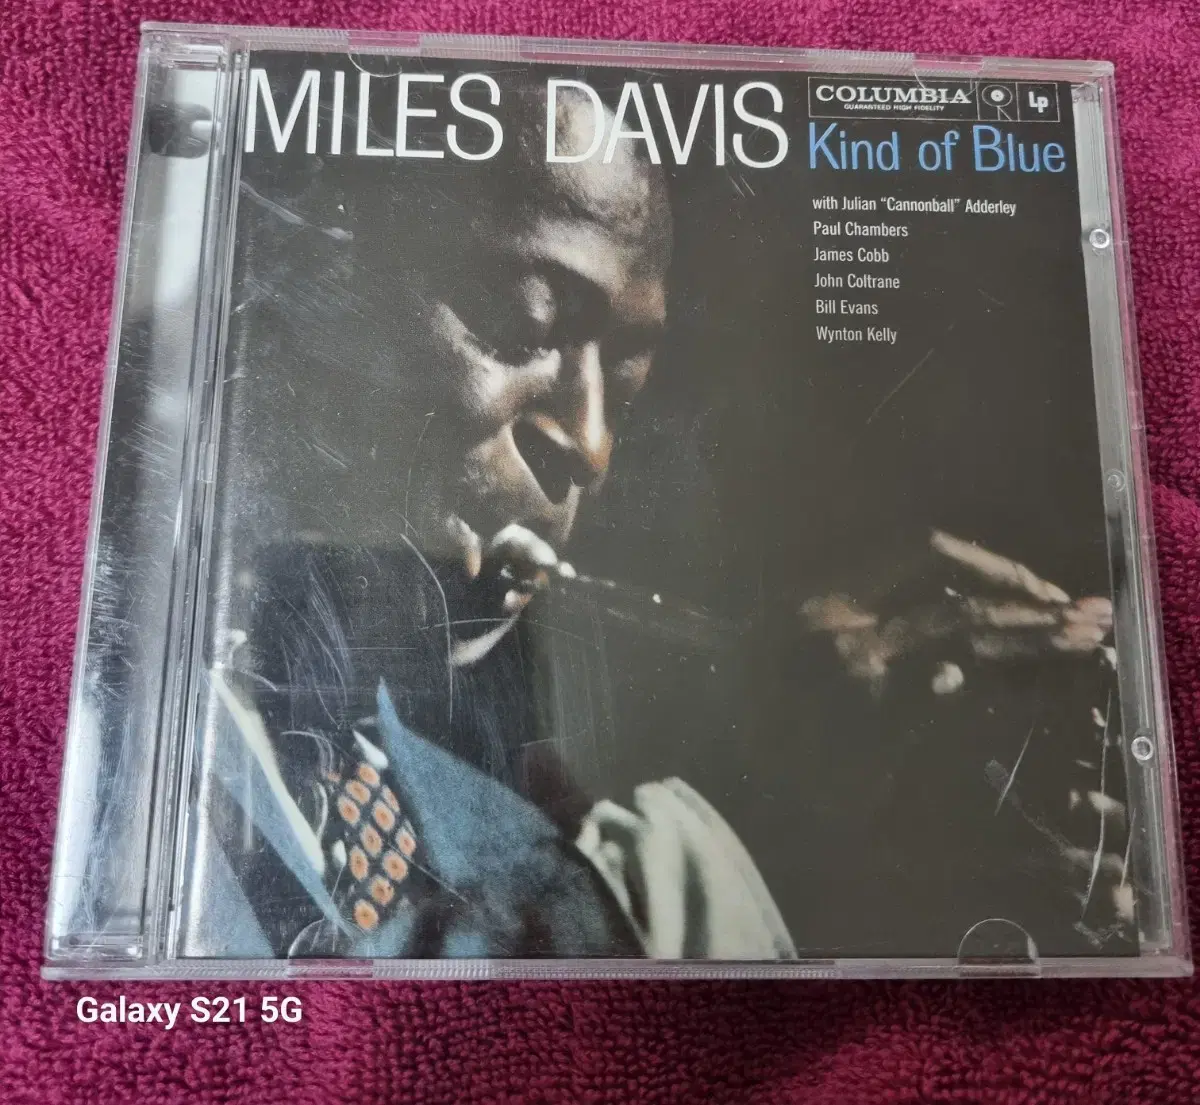 MILES DAVIS
COLUMBIA
GUARANTEED HIGH FIDELITY
Lp
Kind of Blue
with Julian “Cannonball” Adderley
Paul Chambers
James Cobb
John Coltrane
Bill Evans
Wynton Kelly
Galaxy S21 5G